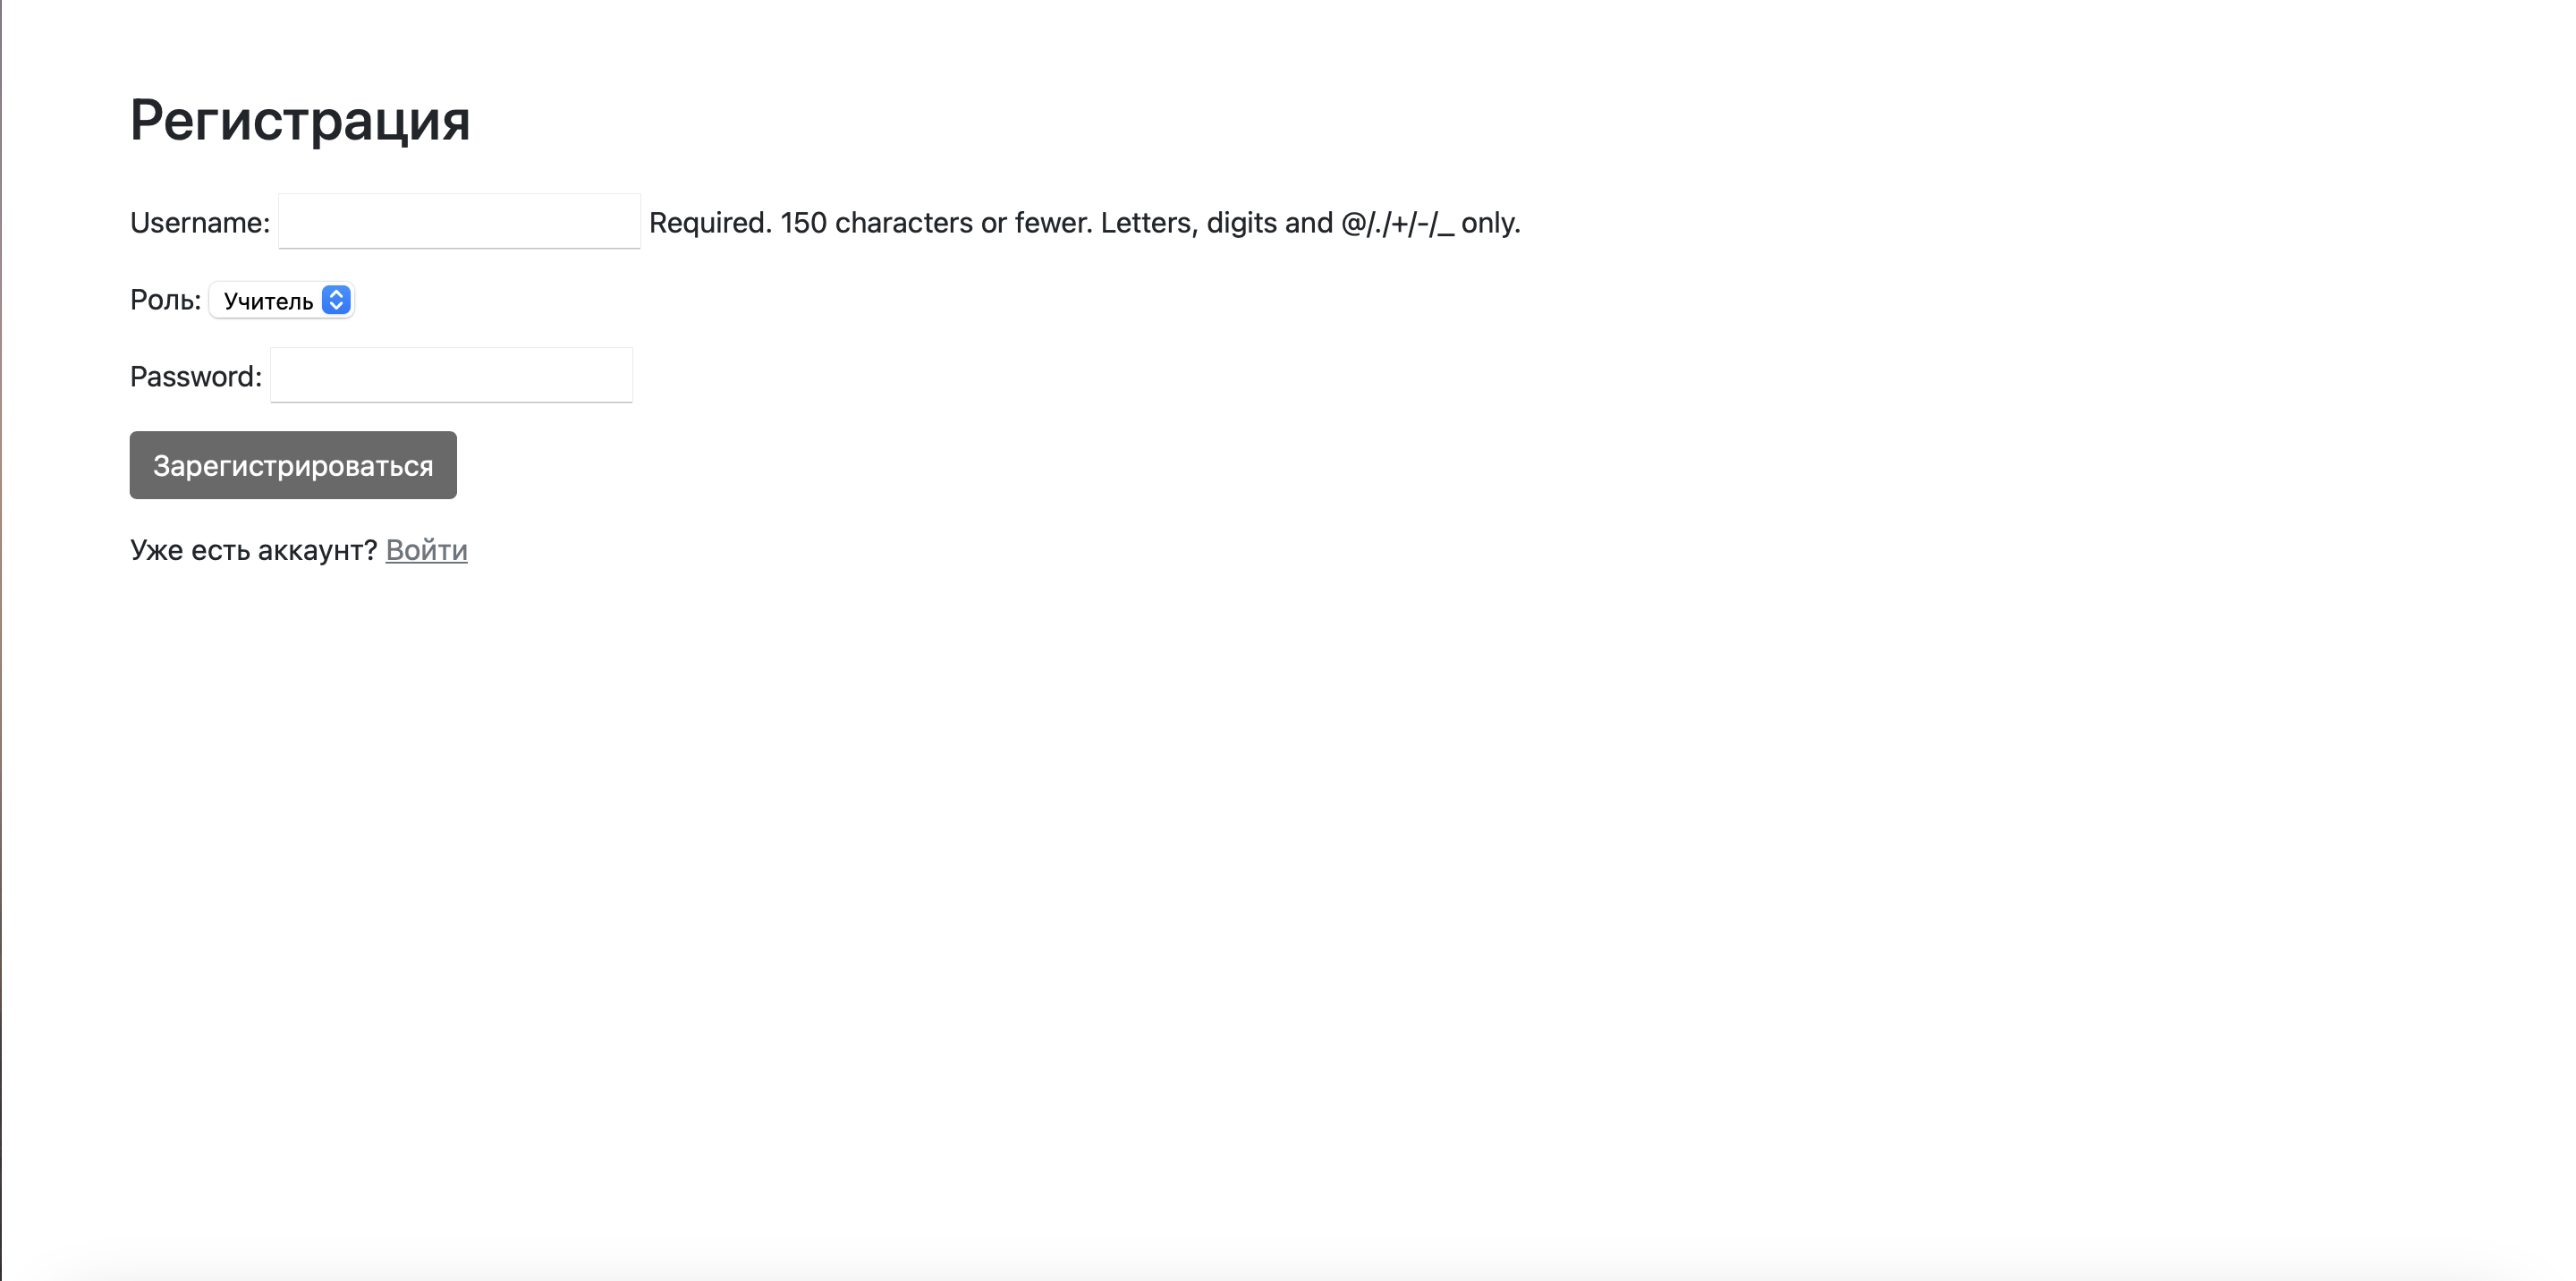 Регистрация
Username: Required. 150 characters or fewer. Letters, digits and @/./+/-/_ only.
Роль: Учитель
Password:
Зарегистрироваться
Уже есть аккаунт? Войти